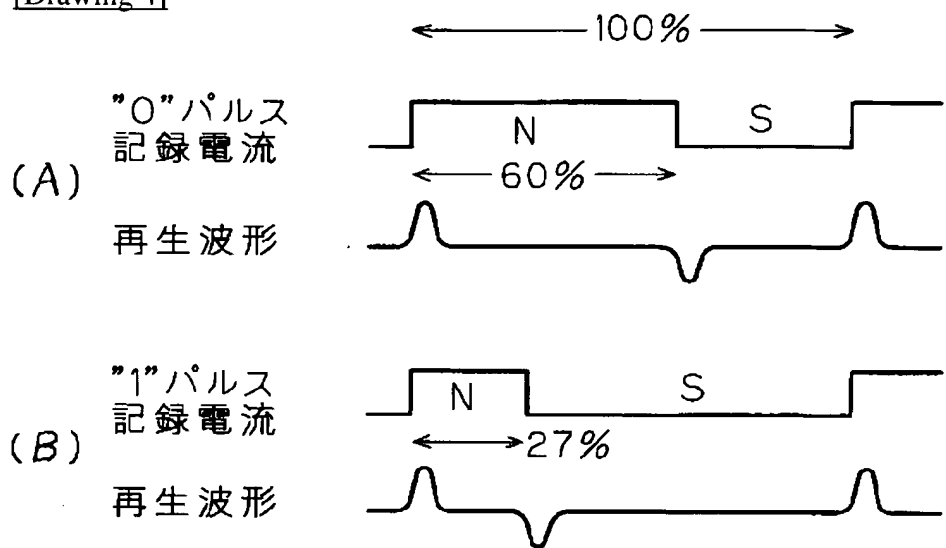 [Drawing 4]
100%
"0"パルス
記録電流
N
S
60%
(A)
再生波形
"1"パルス
記録電流
N
S
27%
(B)
再生波形